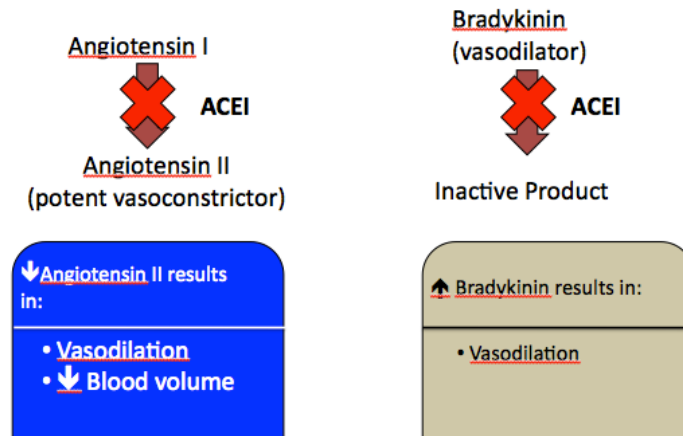 Angiotensin I
ACEI
Angiotensin II
(potent vasoconstrictor)
Bradykinin
(vasodilator)
ACEI
Inactive Product
↓Angiotensin II results
in:
• Vasodilation
• ↓ Blood volume
↑ Bradykinin results in:
• Vasodilation